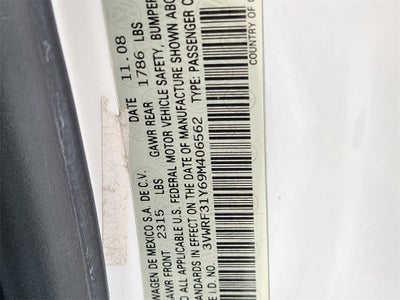 WAGEN DE MEXICO S.A. DE C.V. DATE 11.08
GAWR FRONT 2315 LBS GAWR REAR 1786 LBS
O ALL APPLICABLE U.S. FEDERAL MOTOR VEHICLE SAFETY, BUMPER
STANDARDS IN EFFECT ON THE DATE OF MANUFACTURE SHOWN ABO
E I.D. NO. 3VWRF31Y69M406562 TYPE: PASSENGER C
COUNTRY OF